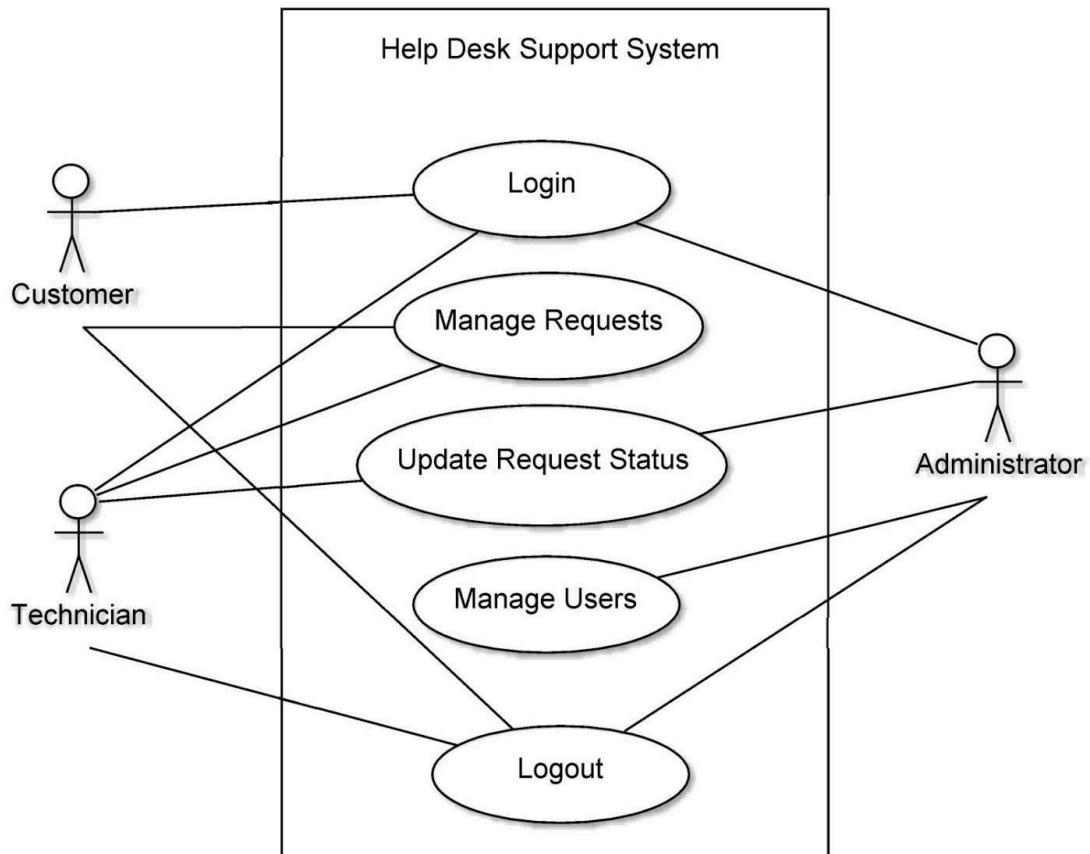 Help Desk Support System
Login
Customer
Manage Requests
Update Request Status
Administrator
Technician
Manage Users
Logout